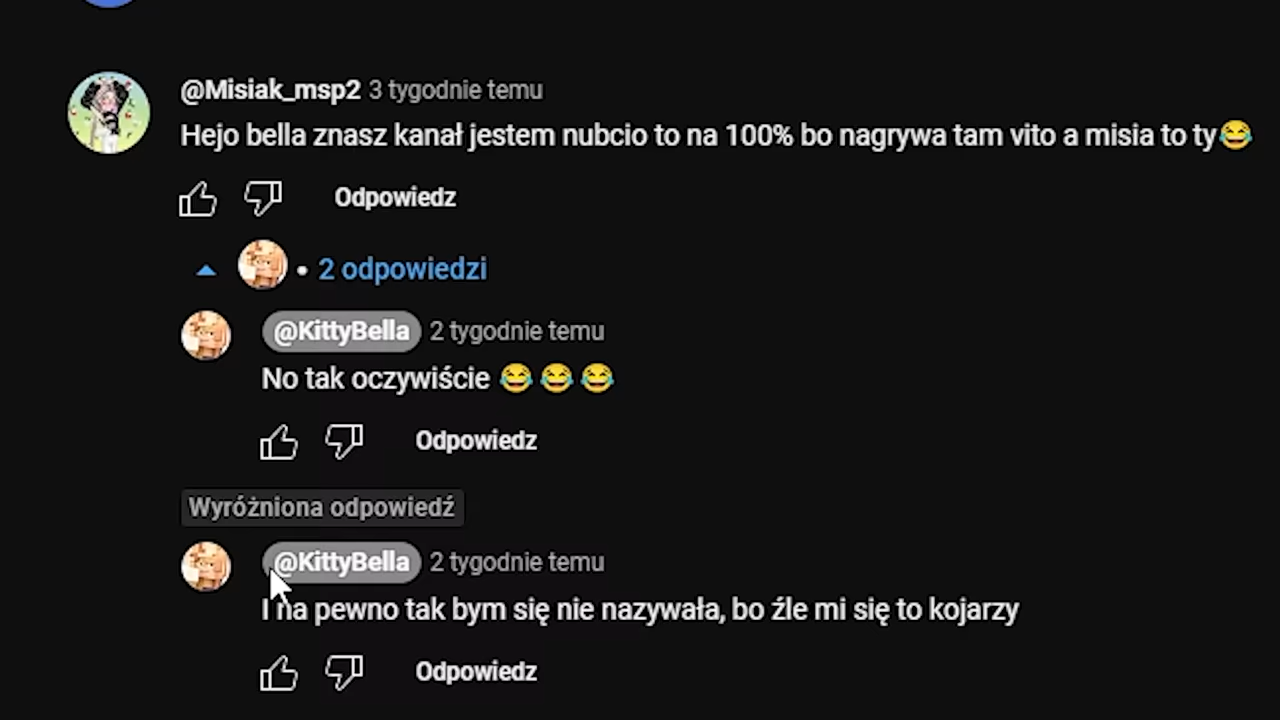 @Misiak_msp2 3 tygodnie temu
Hejo bella znasz kanał jestem nubcio to na 100% bo nagrywa tam vito a misia to ty😂
Odpowiedz
• 2 odpowiedzi
@KittyBella 2 tygodnie temu
No tak oczywiście 😂 😂 😂
Odpowiedz
Wyróżniona odpowiedź
@KittyBella 2 tygodnie temu
I na pewno tak bym się nie nazywała, bo źle mi się to kojarzy
Odpowiedz